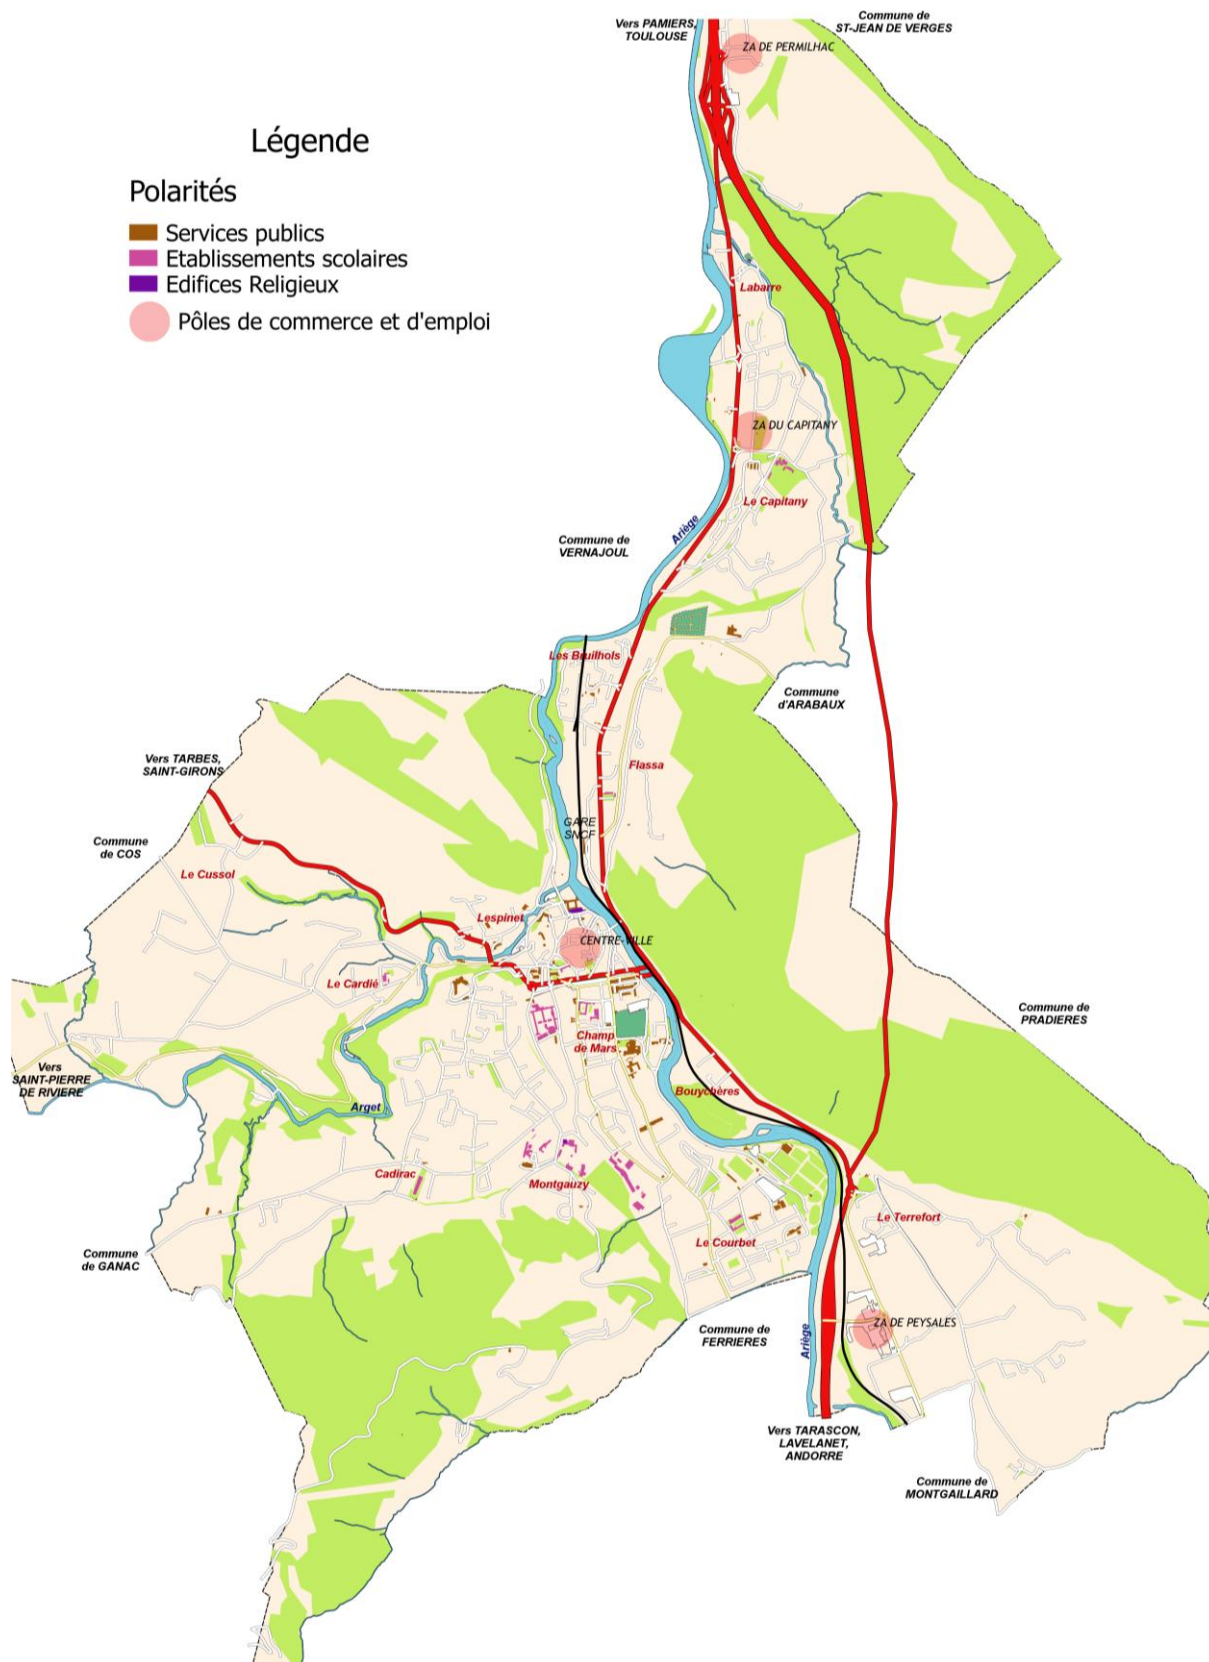 Vers PAMIERS,
TOULOUSE
Commune de
ST-JEAN DE VERGES
ZA DE PERMILHAC
Légende
Polarités
Services publics
Etablissements scolaires
Edifices Religieux
Pôles de commerce et d'emploi
Labarre
ZA DU CAPITANY
Le Capitany
Ariège
Commune de
VERNAJOUL
Les Bruilhols
Commune
d'ARABAUX
Vers TARBES,
SAINT-GIRONS
Flassa
GARE
SNCF
Commune
de COS
Le Cussol
Lespinet
CENTRE-VILLE
Le Cardié
Commune de
PRADIERES
Champ
de Mars
Vers
SAINT-PIERRE
DE RIVIERE
Bouychères
Arget
Cadirac
Montgauzy
Le Terrefort
Le Courbet
Commune
de GANAC
Commune de
FERRIERES
Ariège
ZA DE PEYSALES
Vers TARASCON,
LAVELANET,
ANDORRE
Commune de
MONTGAILLARD